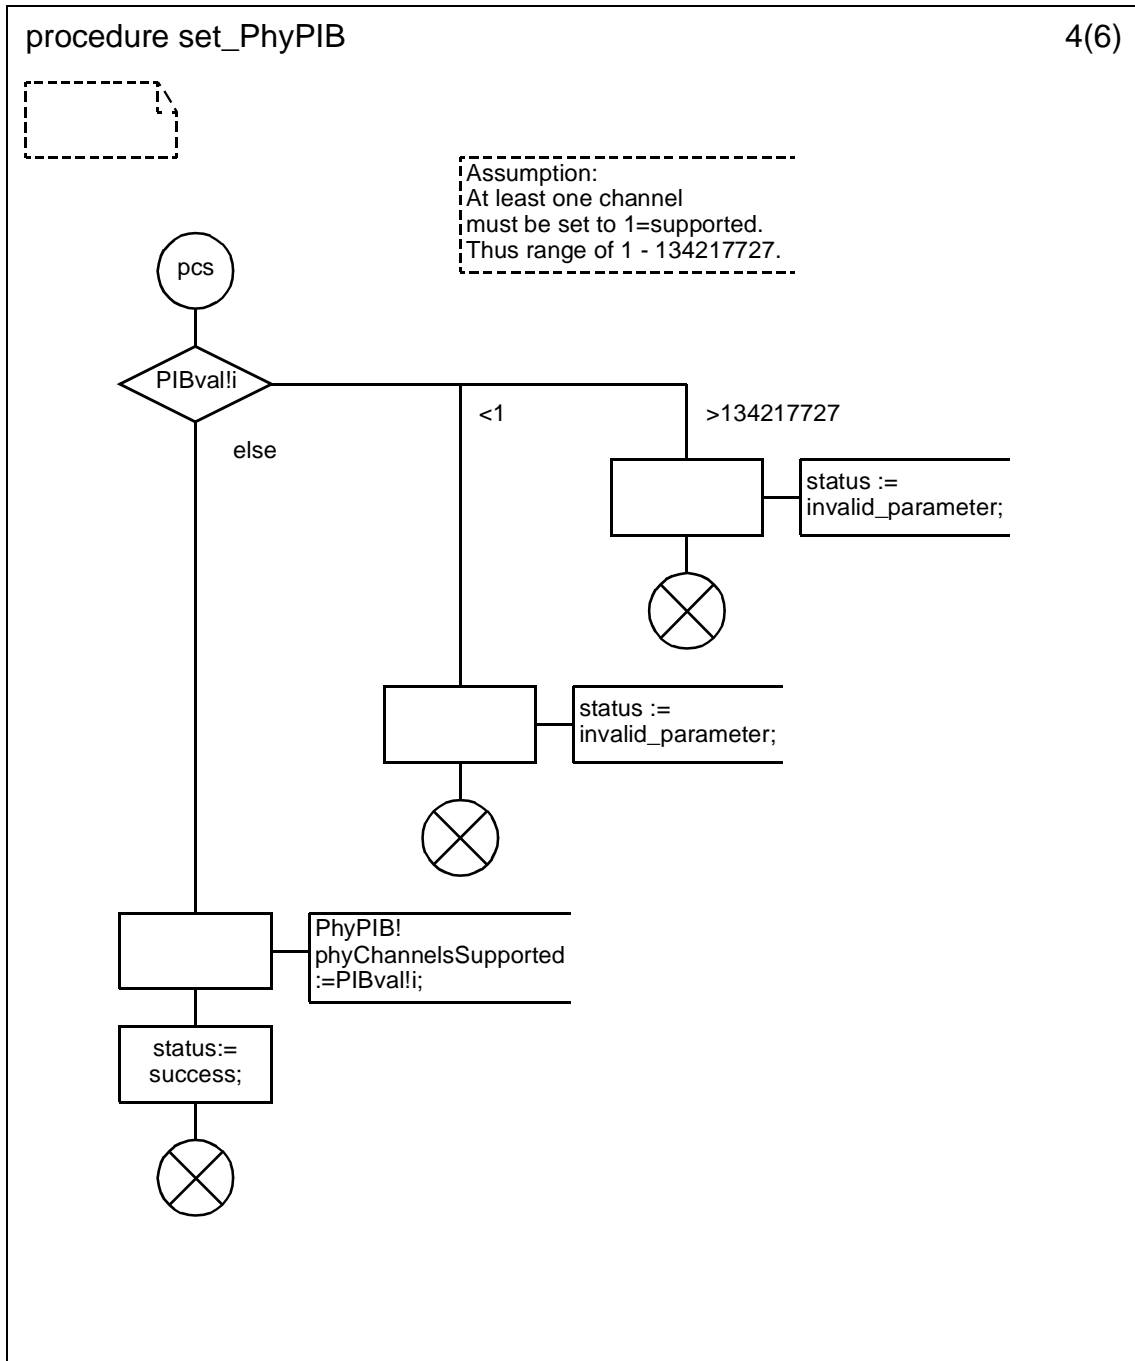 procedure set_PhyPIB
4(6)
Assumption:
At least one channel
must be set to 1=supported.
Thus range of 1 - 134217727.
pcs
PIBval!i
<1
>134217727
else
status :=
invalid_parameter;
status :=
invalid_parameter;
PhyPIB!
phyChannelsSupported
:=PIBval!i;
status:=
success;